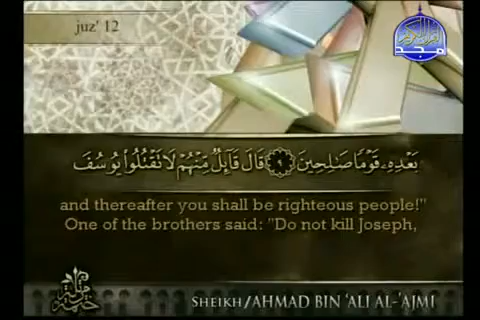 juz' 12
بَعْدِهِۦ قَوْمًا صَٰلِحِينَ ٩ قَالَ قَآئِلٌ مِّنْهُمْ لَا تَقْتُلُوا۟ يُوسُفَ
and thereafter you shall be righteous people!"
One of the brothers said: "Do not kill Joseph,
SHEIKH/AHMAD BIN 'ALI AL-'AJMI